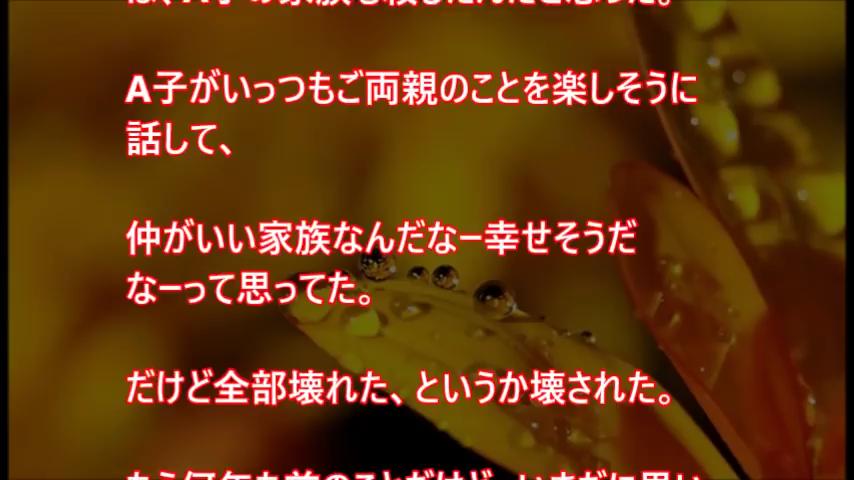 A子がいっつもご両親のことを楽しそうに
話して、
仲がいい家族なんだなー幸せそうだ
なーって思ってた。
だけど全部壊れた、というか壊された。